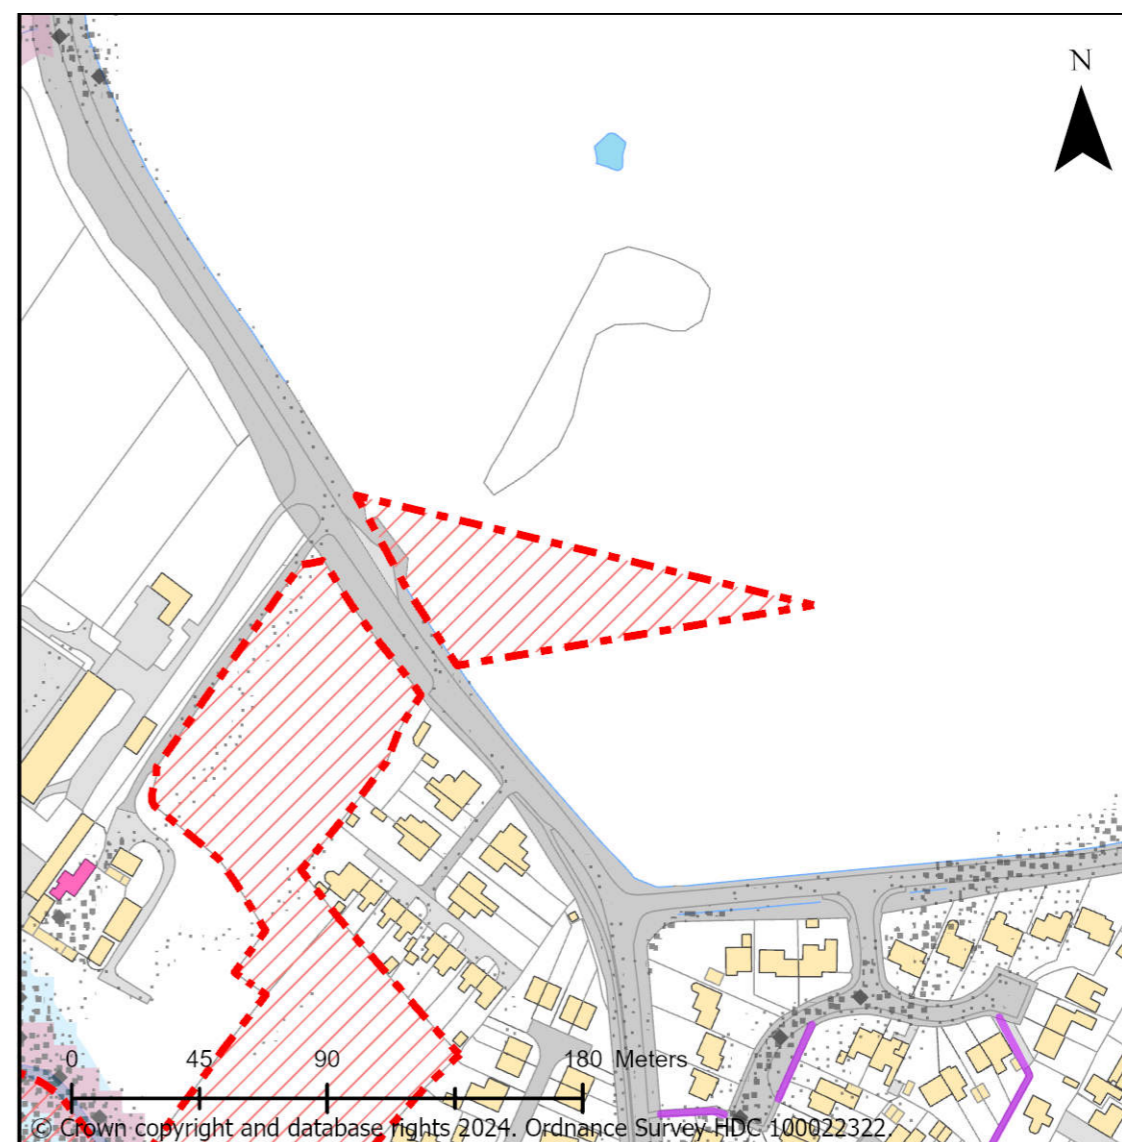 N
0 45 90 180 Meters
© Crown copyright and database rights 2024. Ordnance Survey HDC 100022322.